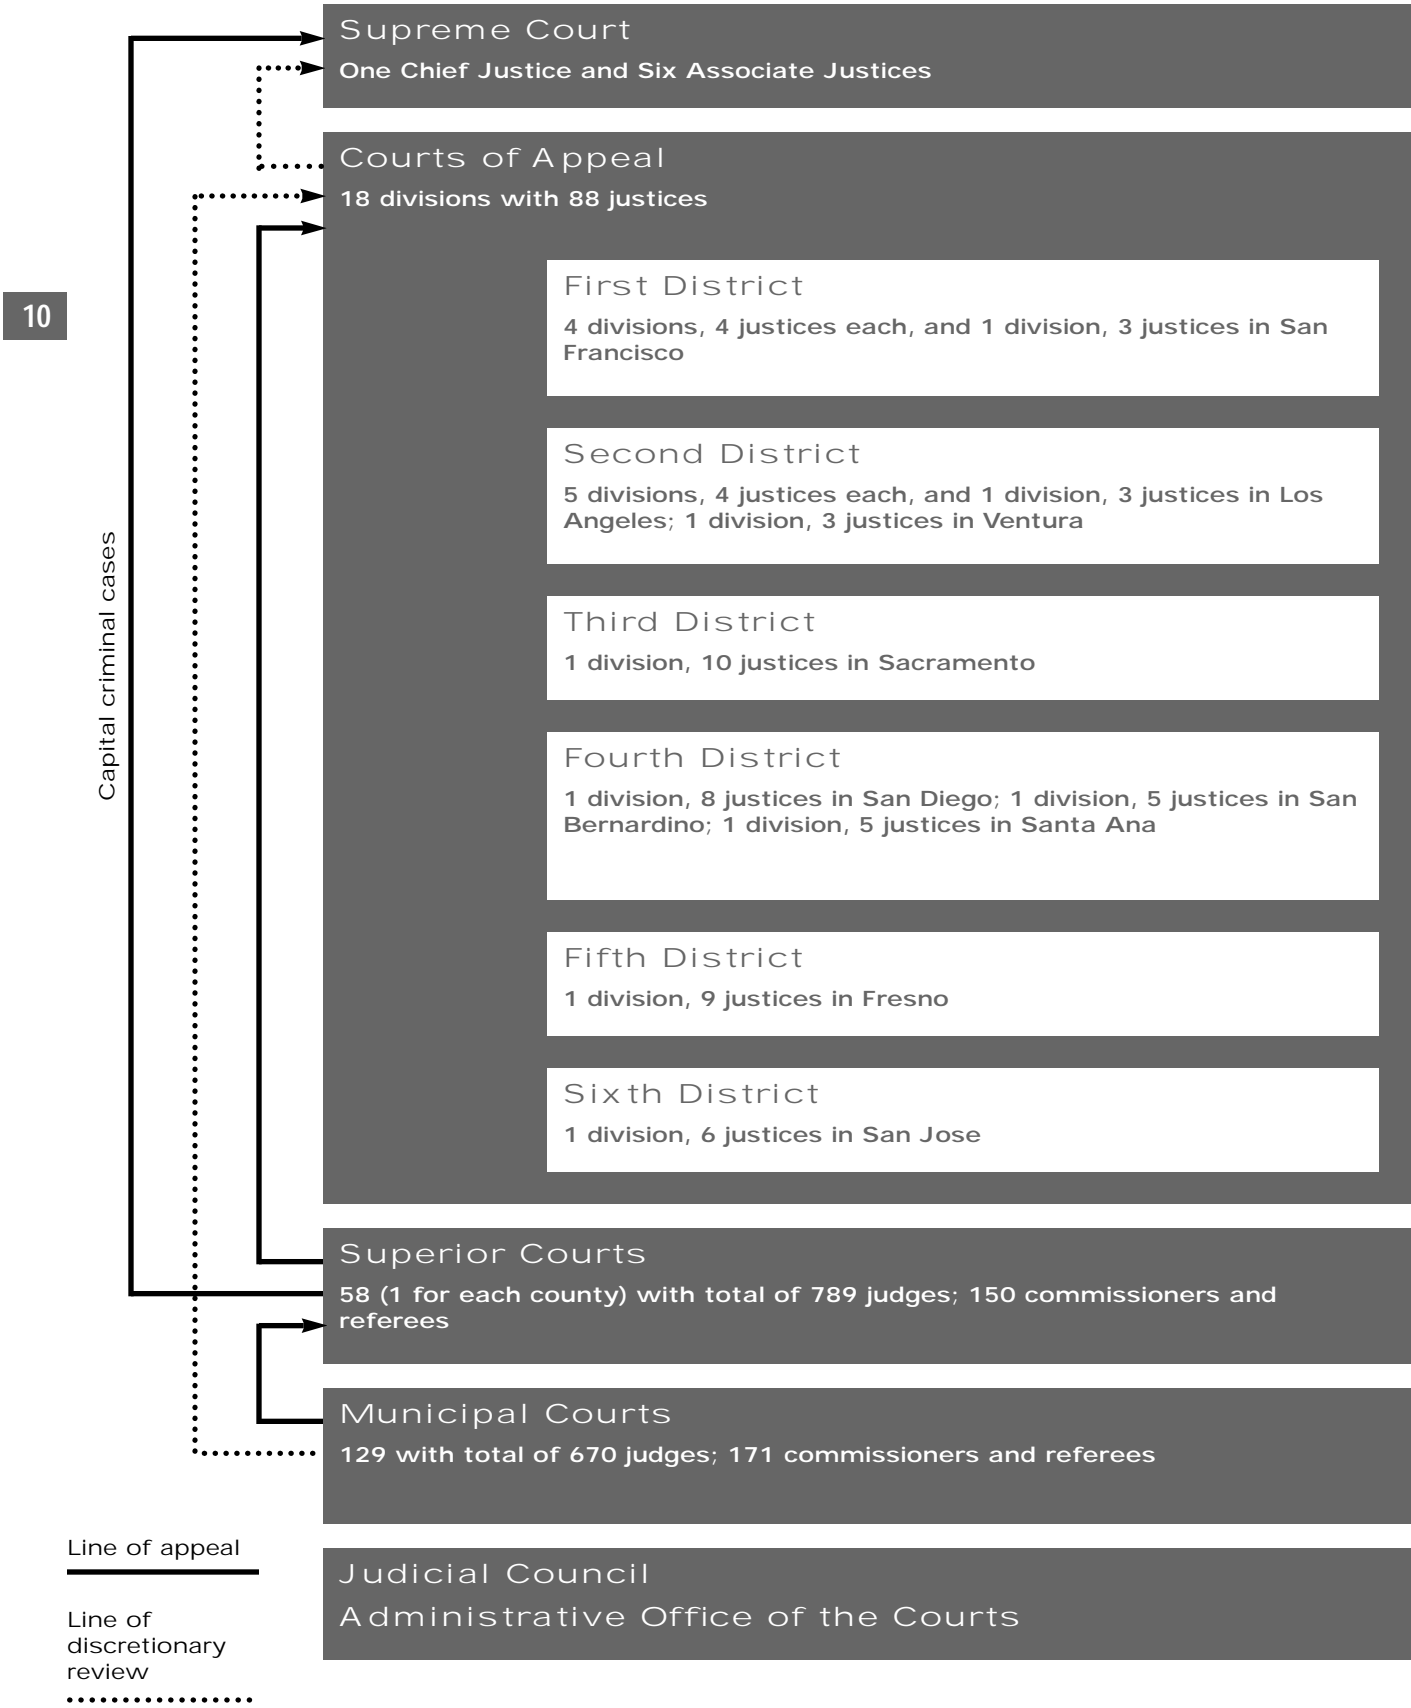 Supreme Court
One Chief Justice and Six Associate Justices
Courts of Appeal
18 divisions with 88 justices
10
First District
4 divisions, 4 justices each, and 1 division, 3 justices in San
Francisco
Second District
5 divisions, 4 justices each, and 1 division, 3 justices in Los
Angeles; 1 division, 3 justices in Ventura
Capital criminal cases
Third District
1 division, 10 justices in Sacramento
Fourth District
1 division, 8 justices in San Diego; 1 division, 5 justices in San
Bernardino; 1 division, 5 justices in Santa Ana
Fifth District
1 division, 9 justices in Fresno
Sixth District
1 division, 6 justices in San Jose
Superior Courts
58 (1 for each county) with total of 789 judges; 150 commissioners and
referees
Municipal Courts
129 with total of 670 judges; 171 commissioners and referees
Line of appeal
Line of
discretionary
review
Judicial Council
Administrative Office of the Courts